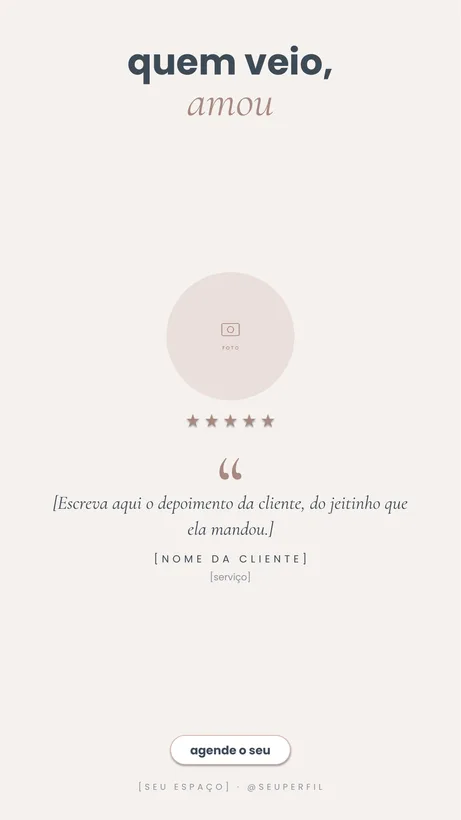 quem veio,
amou
FOTO
“
[Escreva aqui o depoimento da cliente, do jeitinho que
ela mandou.]
[NOME DA CLIENTE]
[serviço]
agende o seu
[SEU ESPAÇO] · @SEUPERFIL